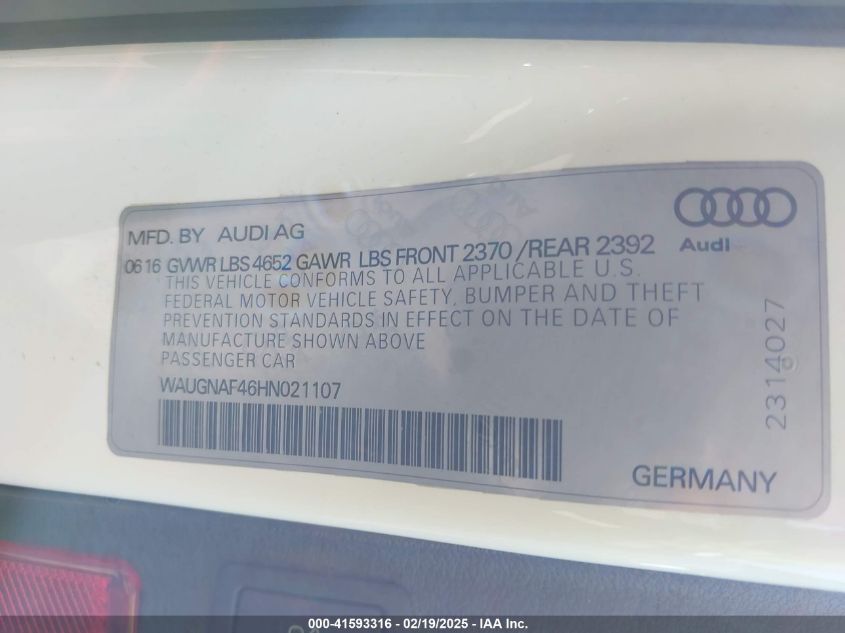 MFD. BY AUDI AG
Audi
0616 GVWR LBS 4652 GAWR LBS FRONT 2370 /REAR 2392
THIS VEHICLE CONFORMS TO ALL APPLICABLE U.S.
FEDERAL MOTOR VEHICLE SAFETY, BUMPER AND THEFT
PREVENTION STANDARDS IN EFFECT ON THE DATE OF
MANUFACTURE SHOWN ABOVE
PASSENGER CAR
WAUGNAF46HN021107
2314027
GERMANY
000-41593316 - 02/19/2025 - IAA Inc.